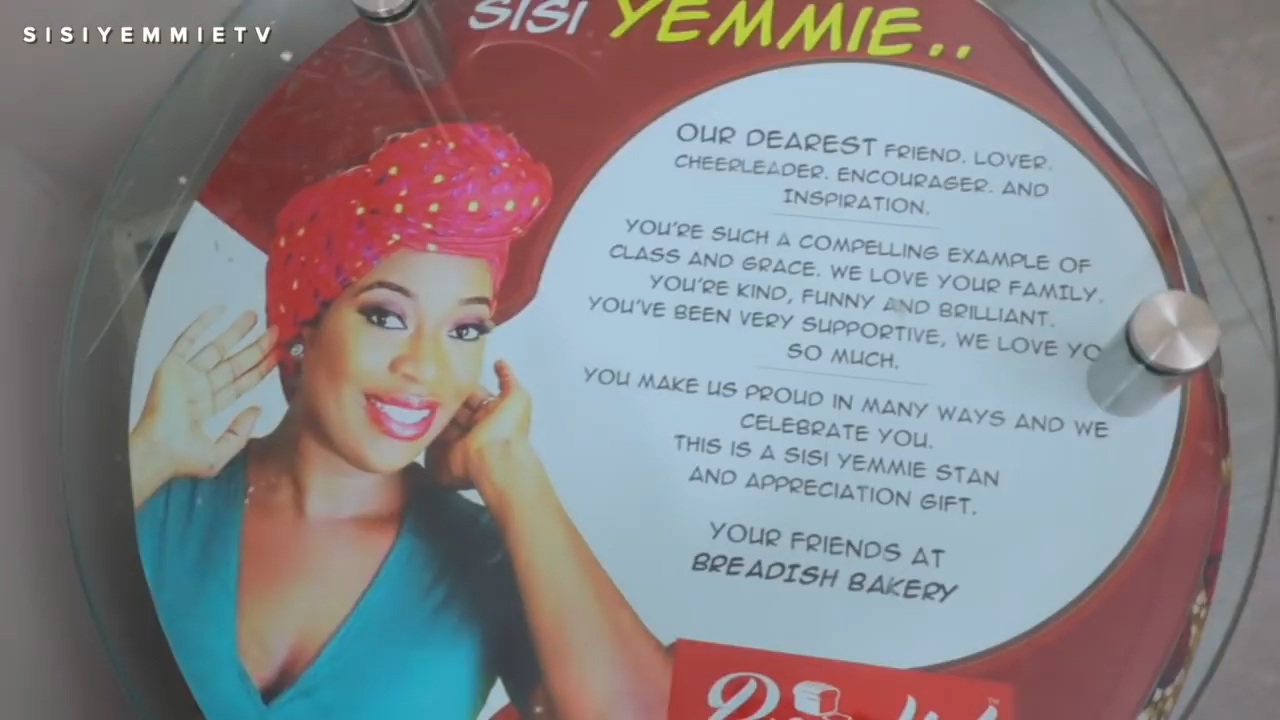 SISIYEMMIETV
SISI YEMMIE..
OUR DEAREST FRIEND. LOVER.
CHEERLEADER. ENCOURAGER. AND
INSPIRATION.
YOU'RE SUCH A COMPELLING EXAMPLE OF
CLASS AND GRACE. WE LOVE YOUR FAMILY.
YOU'RE KIND, FUNNY AND BRILLIANT.
YOU'VE BEEN VERY SUPPORTIVE, WE LOVE YO
SO MUCH.
YOU MAKE US PROUD IN MANY WAYS AND WE
CELEBRATE YOU.
THIS IS A SISI YEMMIE STAN
AND APPRECIATION GIFT.
YOUR FRIENDS AT
BREADISH BAKERY